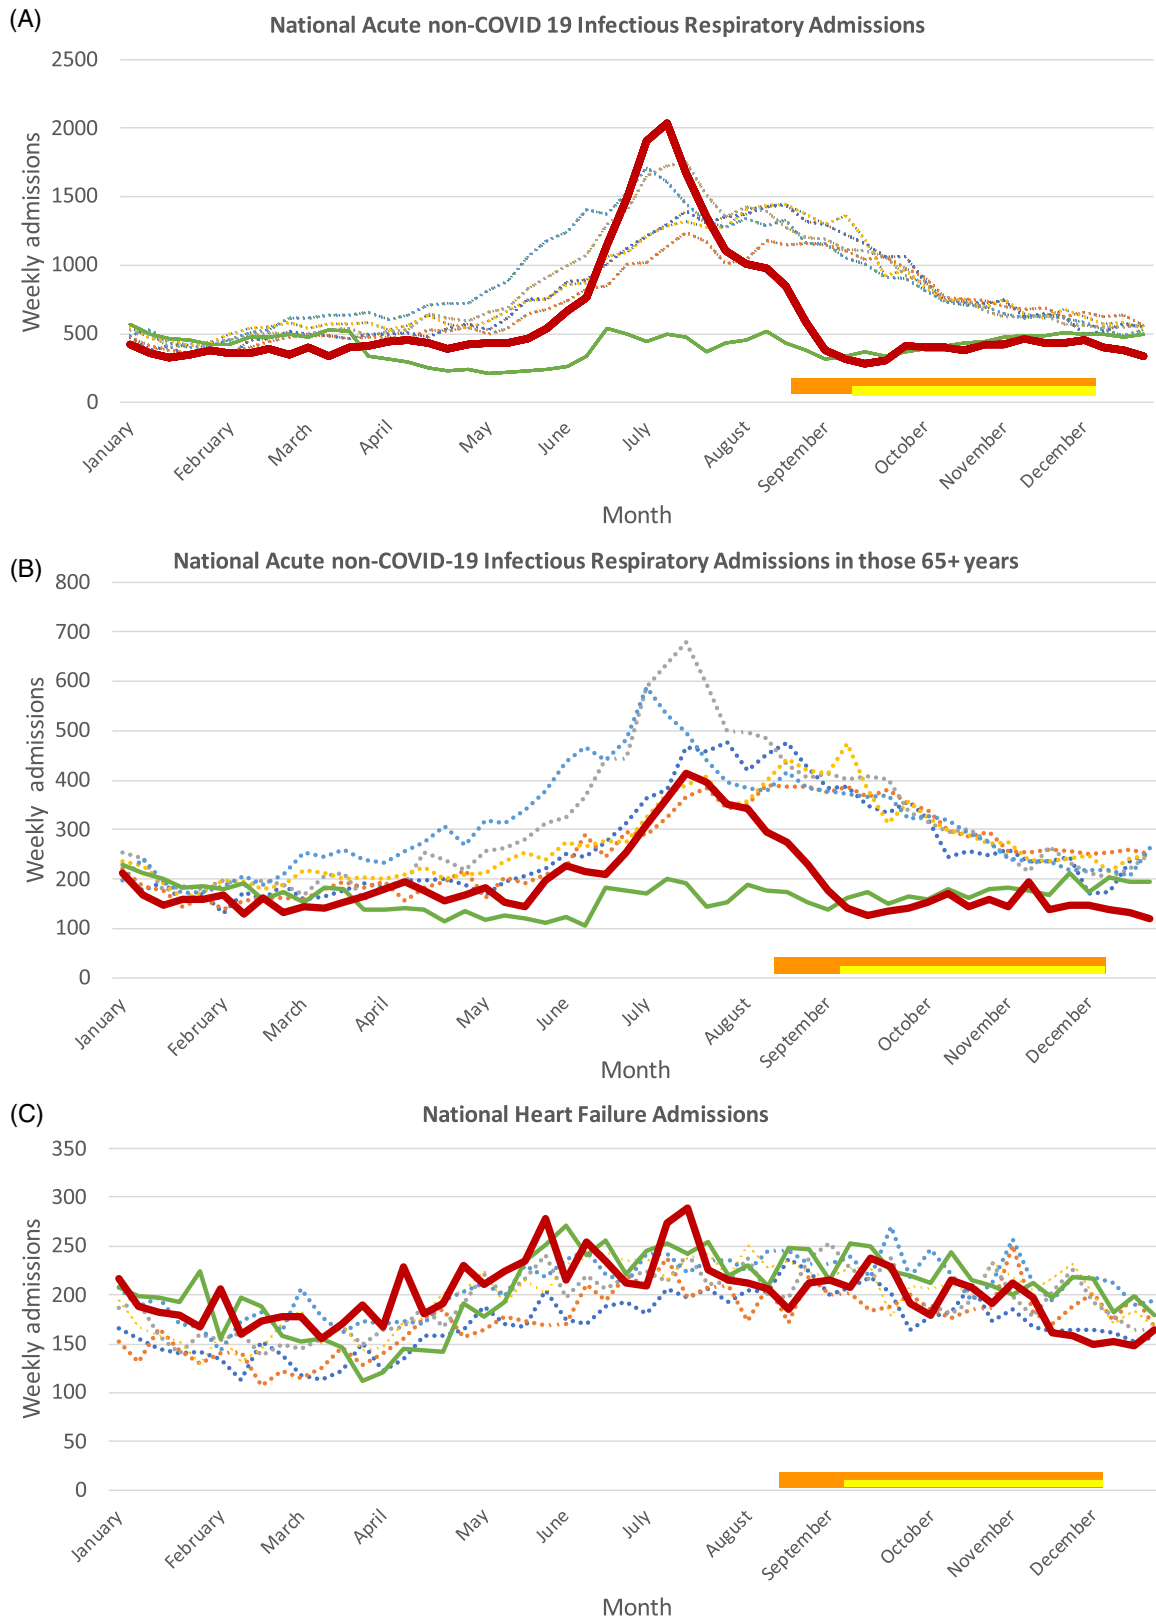 (A)
National Acute non-COVID 19 Infectious Respiratory Admissions
Weekly admissions
2500
2000
1500
1000
500
0
January
February
March
April
May
June
July
August
September
October
November
December
Month
(B)
National Acute non-COVID-19 Infectious Respiratory Admissions in those 65+ years
Weekly admissions
800
700
600
500
400
300
200
100
0
January
February
March
April
May
June
July
August
September
October
November
December
Month
(C)
National Heart Failure Admissions
Weekly admissions
350
300
250
200
150
100
50
0
January
February
March
April
May
June
July
August
September
October
November
December
Month